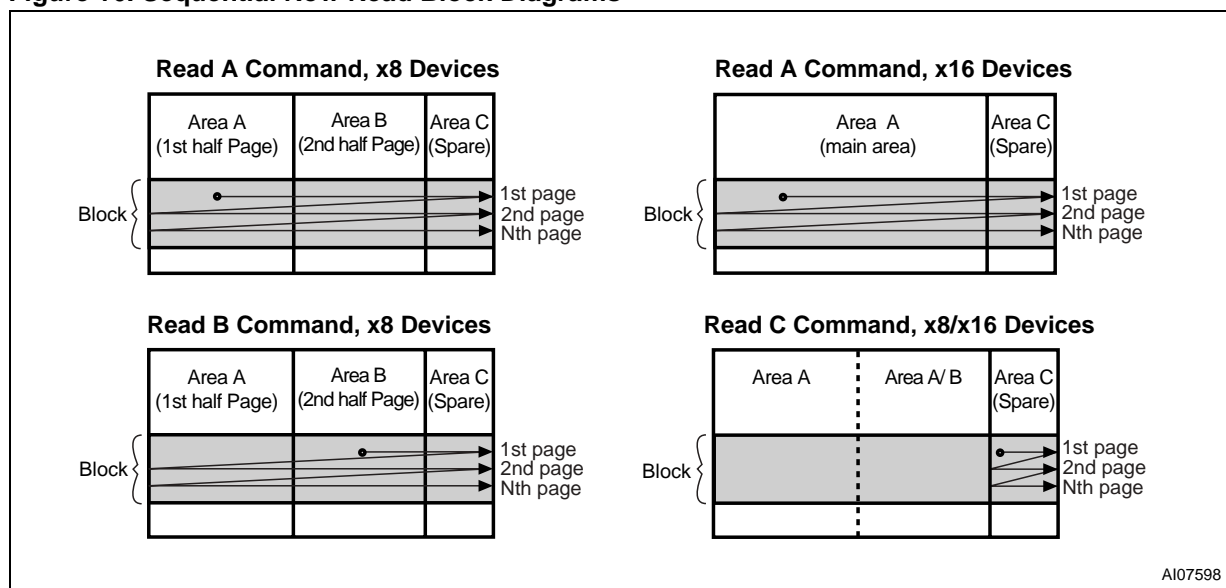 Figure Sequential Row Read Block Diagrams
Read A Command, x8 Devices
Area A
(1st half Page)
Area B
(2nd half Page)
Area C
(Spare)
Block
1st page
2nd page
Nth page
Read A Command, x16 Devices
Area A
(main area)
Area C
(Spare)
Block
1st page
2nd page
Nth page
Read B Command, x8 Devices
Area A
(1st half Page)
Area B
(2nd half Page)
Area C
(Spare)
Block
1st page
2nd page
Nth page
Read C Command, x8/x16 Devices
Area A
Area A/ B
Area C
(Spare)
Block
1st page
2nd page
Nth page
AI07598